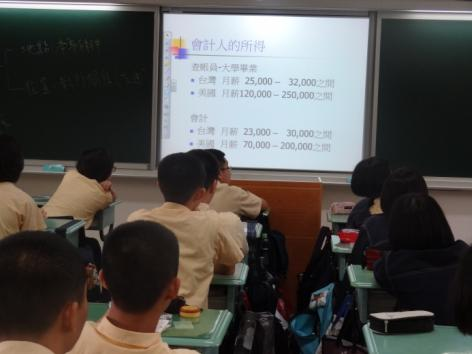 會計人的所得
查帳員-大學畢業
台灣 月薪 25,000 – 32,000之間
美國 月薪120,000 – 250,000之間
會計
台灣 月薪 23,000 – 30,000之間
美國 月薪 70,000 – 200,000之間